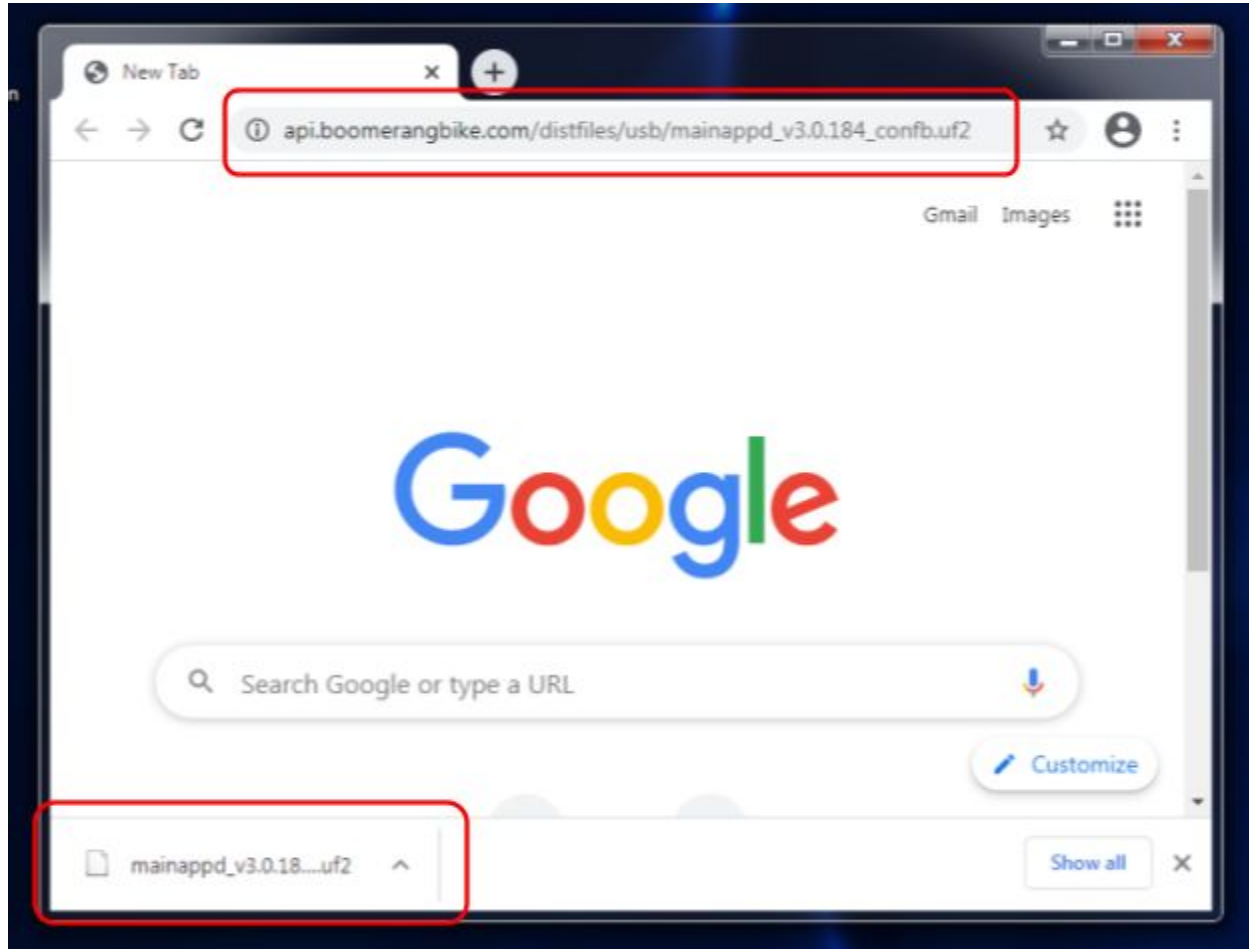 n
New Tab
api.boomerangbike.com/distfiles/usb/mainappd_v3.0.184_confb.uf2
Gmail Images
Google
Search Google or type a URL
Customize
mainappd_v3.0.18....uf2
Show all